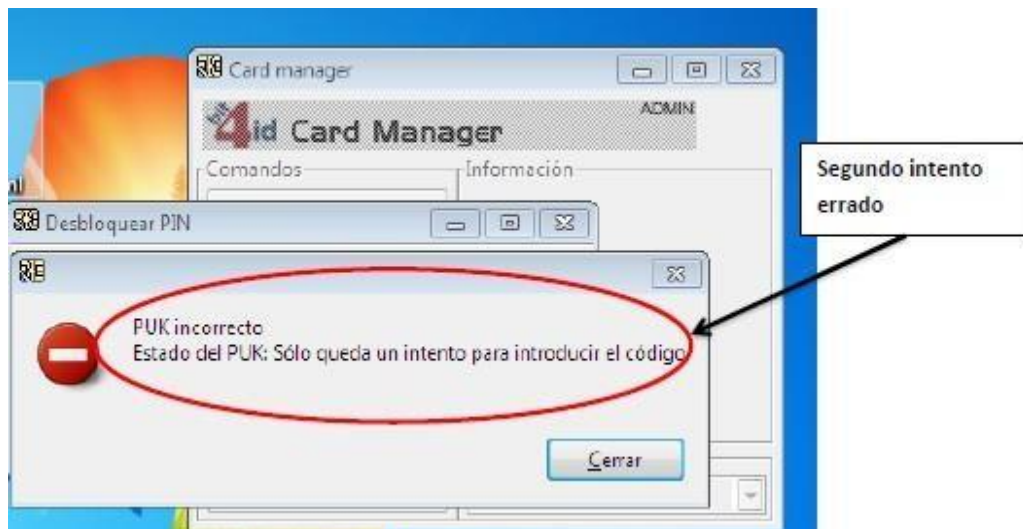 Card manager
bit4id Card Manager
ADMIN
Comandos
Información
Segundo intento
errado
Desbloquear PIN
PUK incorrecto
Estado del PUK: Sólo queda un intento para introducir el código
Cerrar